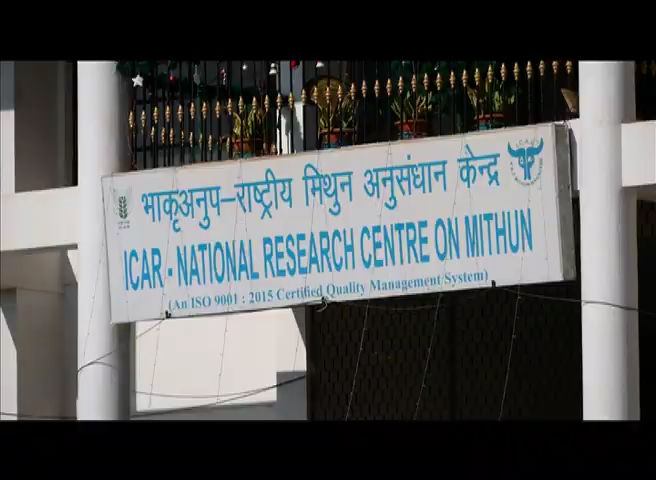 भाकृअनुप–राष्ट्रीय मिथुन अनुसंधान केन्द्र
ICAR - NATIONAL RESEARCH CENTRE ON MITHUN
(An ISO 9001 : 2015 Certified Quality Management System)